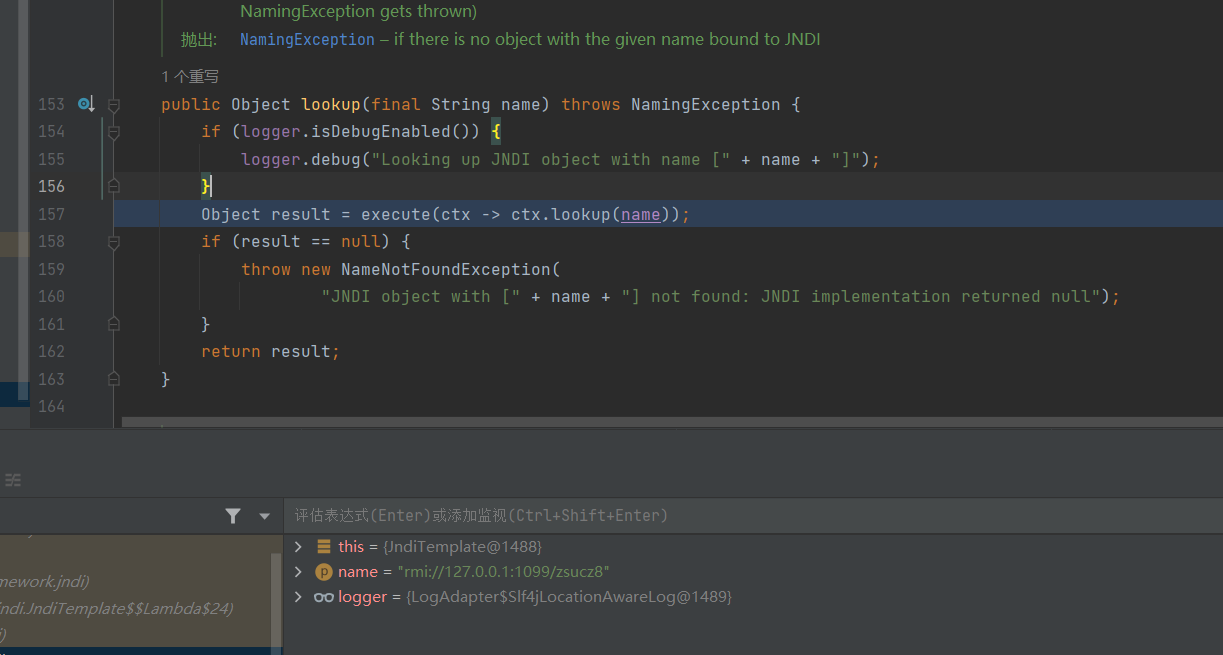 NamingException gets thrown)
抛出: NamingException – if there is no object with the given name bound to JNDI
1 个重写
153 public Object lookup(final String name) throws NamingException {
154 if (logger.isDebugEnabled()) {
155 logger.debug("Looking up JNDI object with name [" + name + "]");
156 }
157 Object result = execute(ctx -> ctx.lookup(name));
158 if (result == null) {
159 throw new NameNotFoundException(
160 "JNDI object with [" + name + "] not found: JNDI implementation returned null");
161 }
162 return result;
163 }
164
评估表达式(Enter)或添加监视(Ctrl+Shift+Enter)
this = {JndiTemplate@1488}
mework.jndi)
p name = "rmi://127.0.0.1:1099/zsucz8"
ndi.JndiTemplate$$Lambda$24)
logger = {LogAdapter$Slf4jLocationAwareLog@1489}
i)